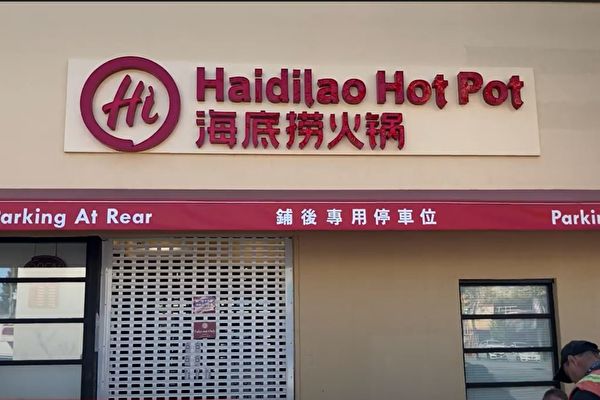 Hi
Haidilao Hot Pot
海底捞火锅
arking At Rear
鋪後專用停車位
Parkin